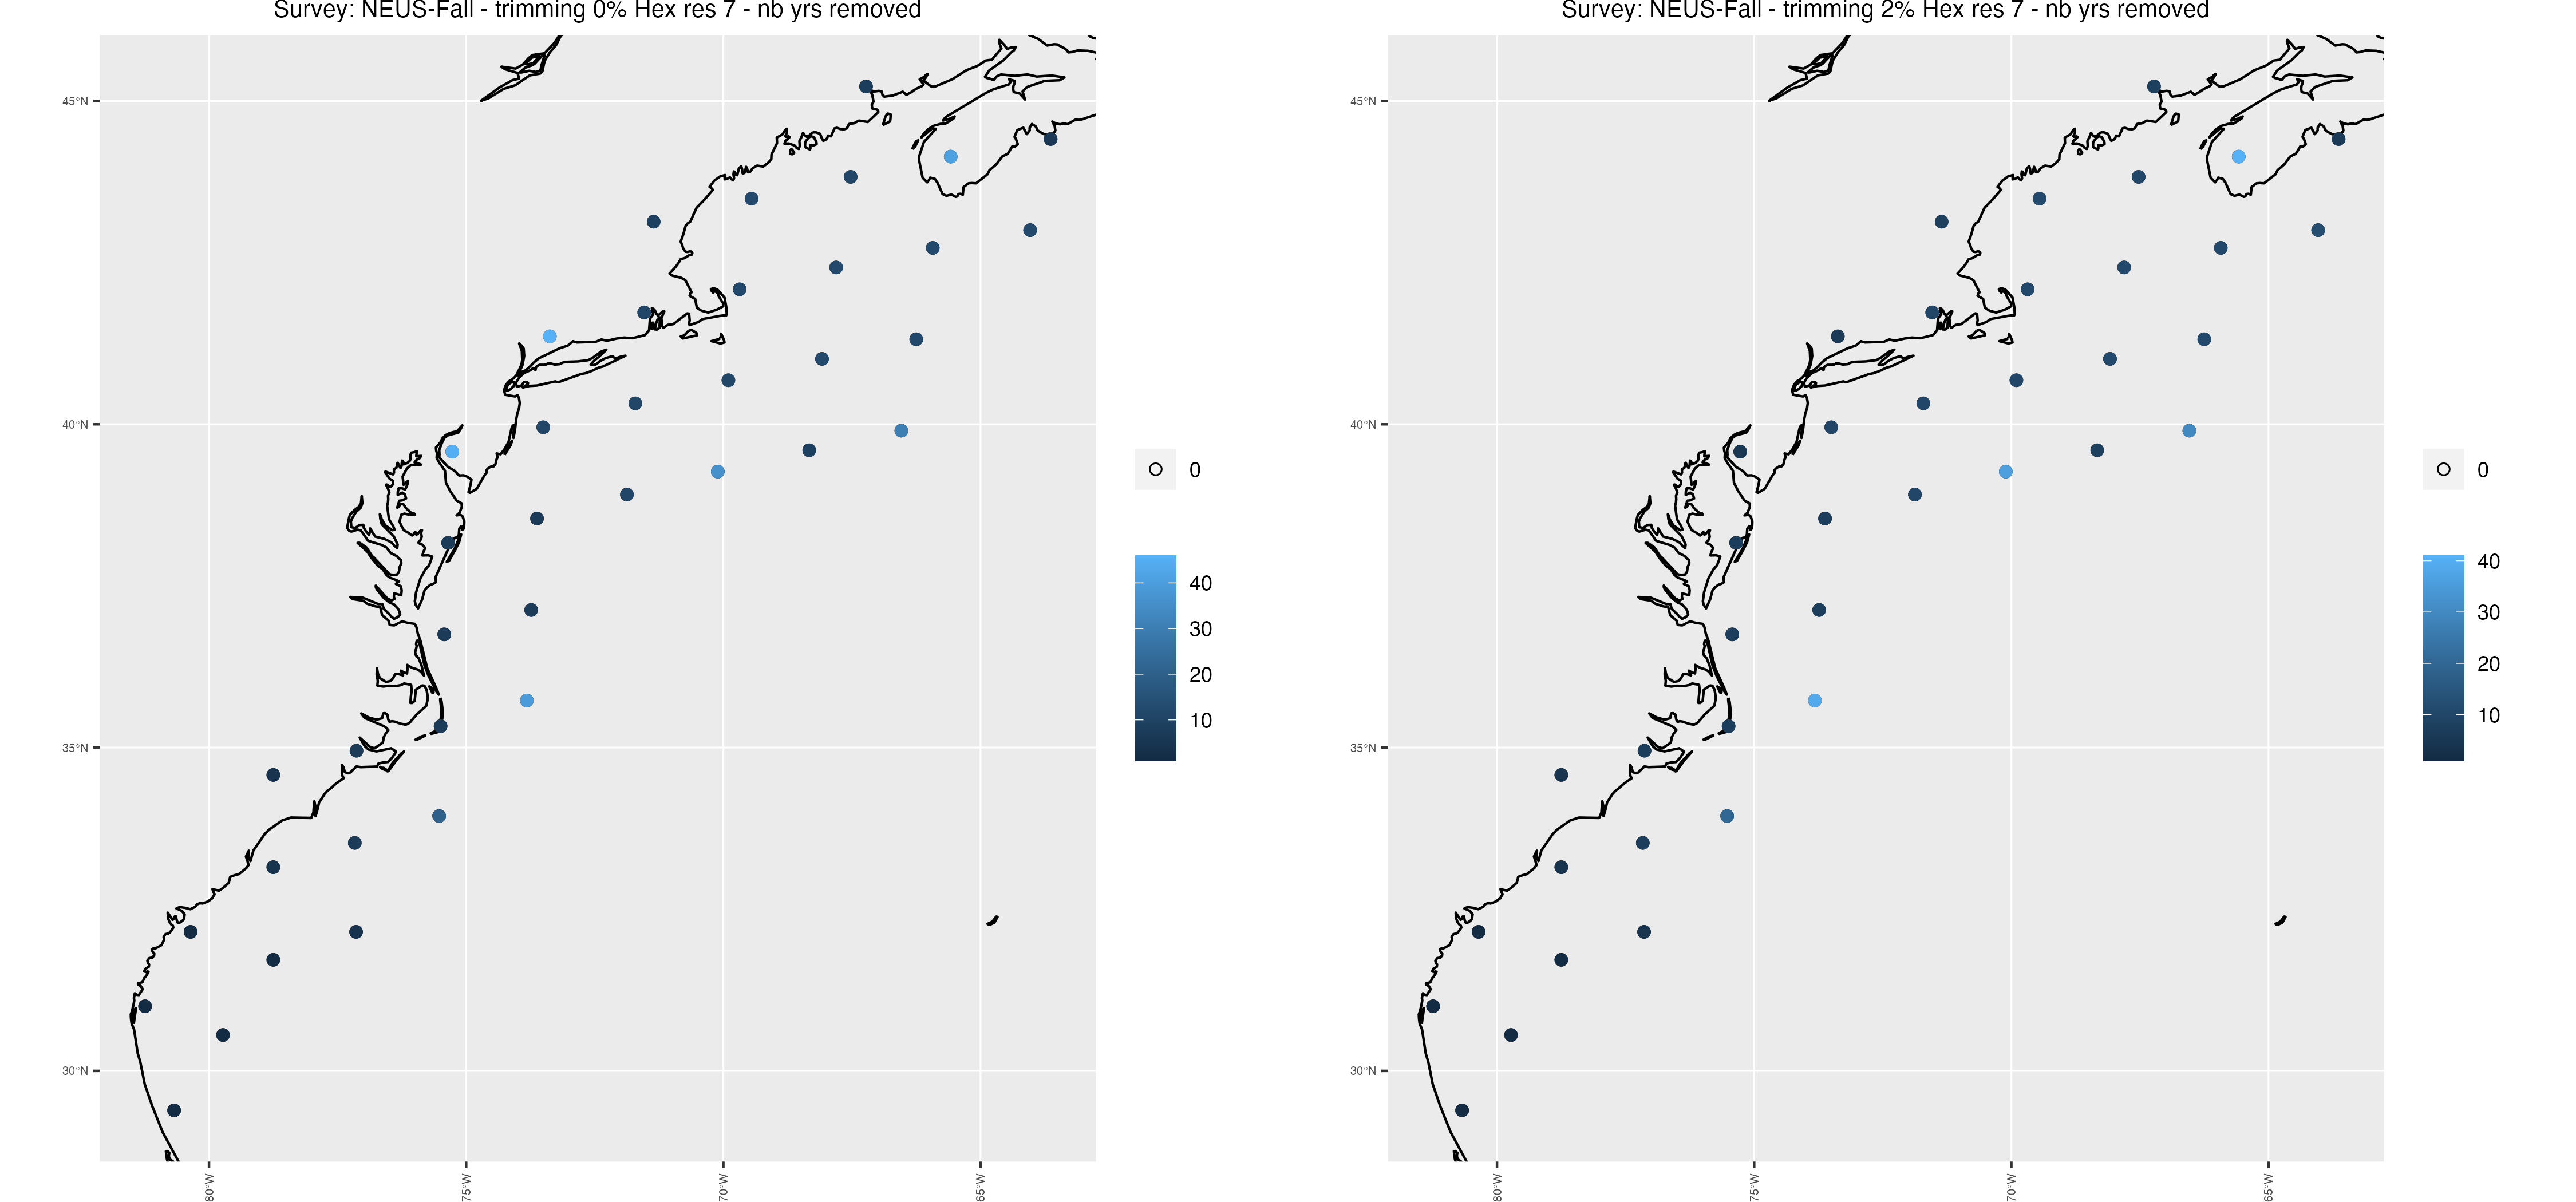 Survey: NEUS-Fall - trimming 0% Hex res 7 - nb yrs removed
45°N
40°N
35°N
30°N
80°W
75°W
70°W
65°W
0
40
30
20
10
Survey: NEUS-Fall - trimming 2% Hex res 7 - nb yrs removed
45°N
40°N
35°N
30°N
80°W
75°W
70°W
65°W
0
40
30
20
10